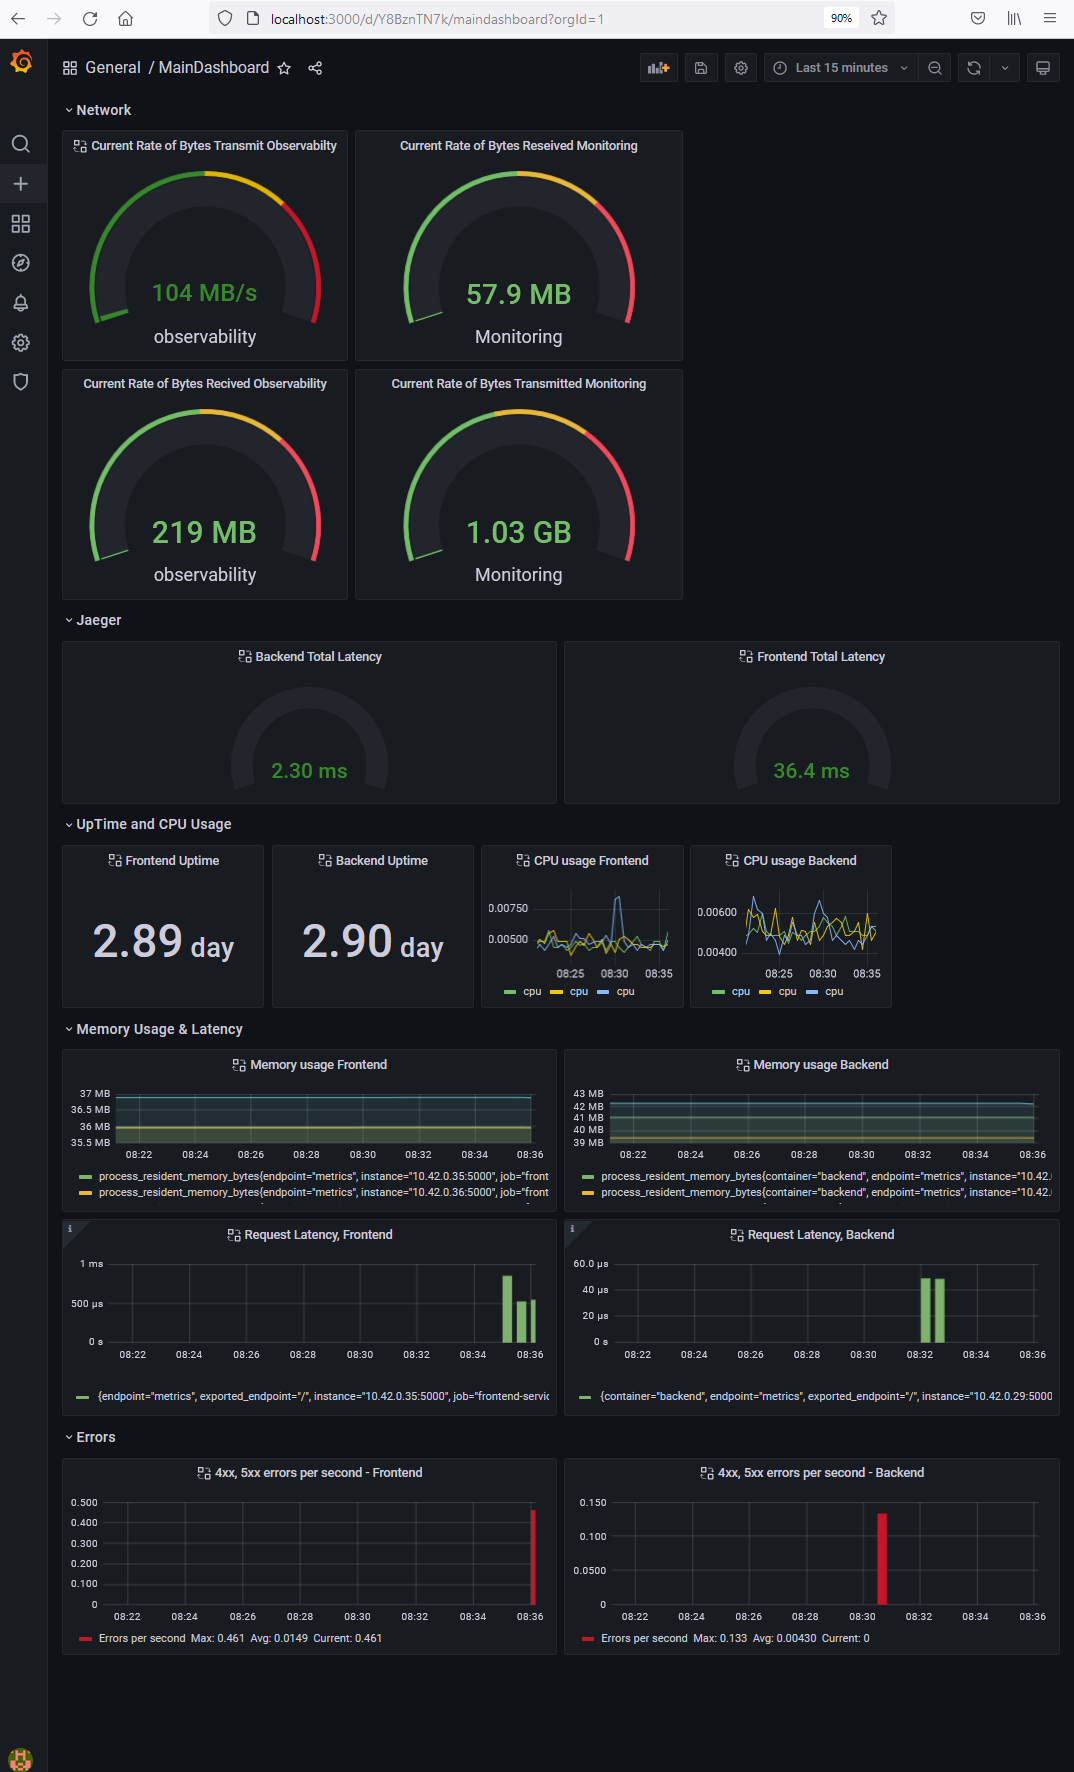 localhost:3000/d/Y8BznTN7k/maindashboard?orgId=1
90%
General / MainDashboard
Last 15 minutes
Network
Current Rate of Bytes Transmit Observabilty
104 MB/s
observability
Current Rate of Bytes Reseived Monitoring
57.9 MB
Monitoring
Current Rate of Bytes Recived Observability
219 MB
observability
Current Rate of Bytes Transmitted Monitoring
1.03 GB
Monitoring
Jaeger
Backend Total Latency
2.30 ms
Frontend Total Latency
36.4 ms
UpTime and CPU Usage
Frontend Uptime
2.89 day
Backend Uptime
2.90 day
CPU usage Frontend
0.00750
0.00500
08:25 08:30 08:35
cpu cpu cpu
CPU usage Backend
0.00600
0.00400
08:25 08:30 08:35
cpu cpu cpu
Memory Usage & Latency
Memory usage Frontend
37 MB
36.5 MB
36 MB
35.5 MB
08:22 08:24 08:26 08:28 08:30 08:32 08:34 08:36
process_resident_memory_bytes{endpoint="metrics", instance="10.42.0.35:5000", job="front
process_resident_memory_bytes{endpoint="metrics", instance="10.42.0.36:5000", job="front
Memory usage Backend
43 MB
42 MB
41 MB
40 MB
39 MB
08:22 08:24 08:26 08:28 08:30 08:32 08:34 08:36
process_resident_memory_bytes{container="backend", endpoint="metrics", instance="10.42.
process_resident_memory_bytes{container="backend", endpoint="metrics", instance="10.42.
i
Request Latency, Frontend
1 ms
500 µs
0 s
08:22 08:24 08:26 08:28 08:30 08:32 08:34 08:36
{endpoint="metrics", exported_endpoint="/", instance="10.42.0.35:5000", job="frontend-servic
i
Request Latency, Backend
60.0 µs
40 µs
20 µs
0 s
08:22 08:24 08:26 08:28 08:30 08:32 08:34 08:36
{container="backend", endpoint="metrics", exported_endpoint="/", instance="10.42.0.29:5000
Errors
4xx, 5xx errors per second - Frontend
0.500
0.400
0.300
0.200
0.100
0
08:22 08:24 08:26 08:28 08:30 08:32 08:34 08:36
Errors per second Max: 0.461 Avg: 0.0149 Current: 0.461
4xx, 5xx errors per second - Backend
0.150
0.100
0.0500
0
08:22 08:24 08:26 08:28 08:30 08:32 08:34 08:36
Errors per second Max: 0.133 Avg: 0.00430 Current: 0